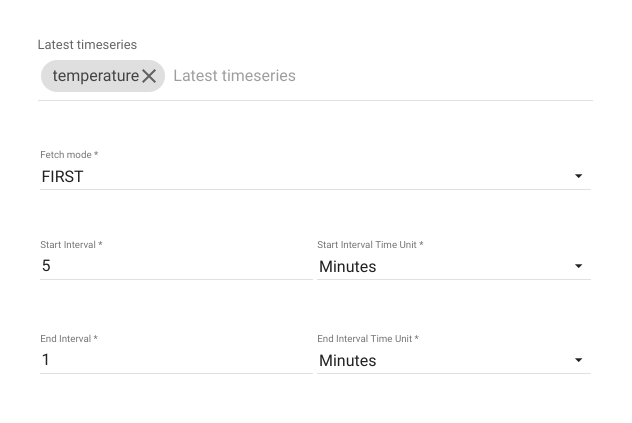 Latest timeseries
temperature Latest timeseries
Fetch mode *
FIRST
Start Interval * Start Interval Time Unit *
5 Minutes
End Interval * End Interval Time Unit *
1 Minutes